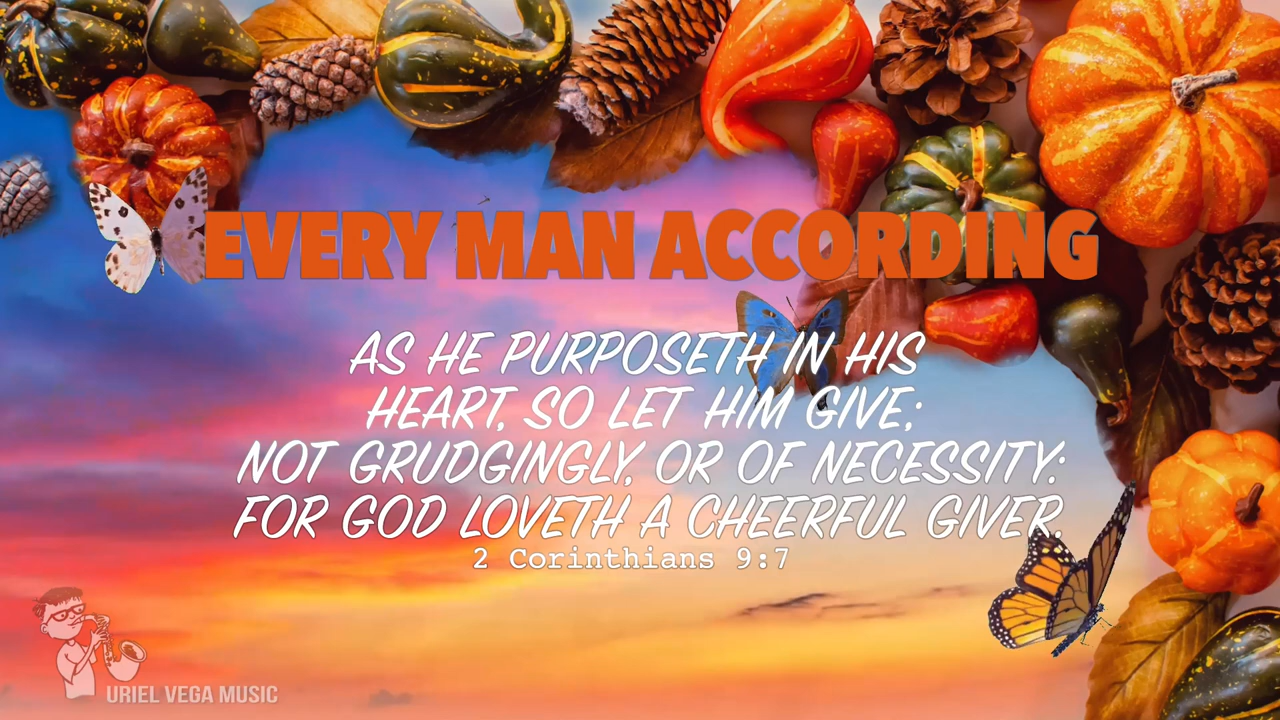 EVERY MAN ACCORDING
AS HE PURPOSETH IN HIS
HEART, SO LET HIM GIVE;
NOT GRUDGINGLY, OR OF NECESSITY:
FOR GOD LOVETH A CHEERFUL GIVER.
2 Corinthians 9:7
URIEL VEGA MUSIC